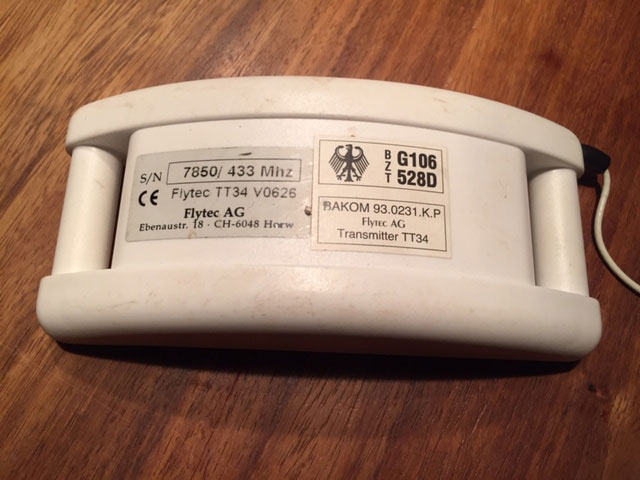 S/N 7850/ 433 Mhz
CE Flytec TT34 V0626
Flytec AG
Ebenaustr. 18 · CH-6048 Horw
BZT G106
528D
BAKOM 93.0231.K.P
Flytec AG
Transmitter TT34